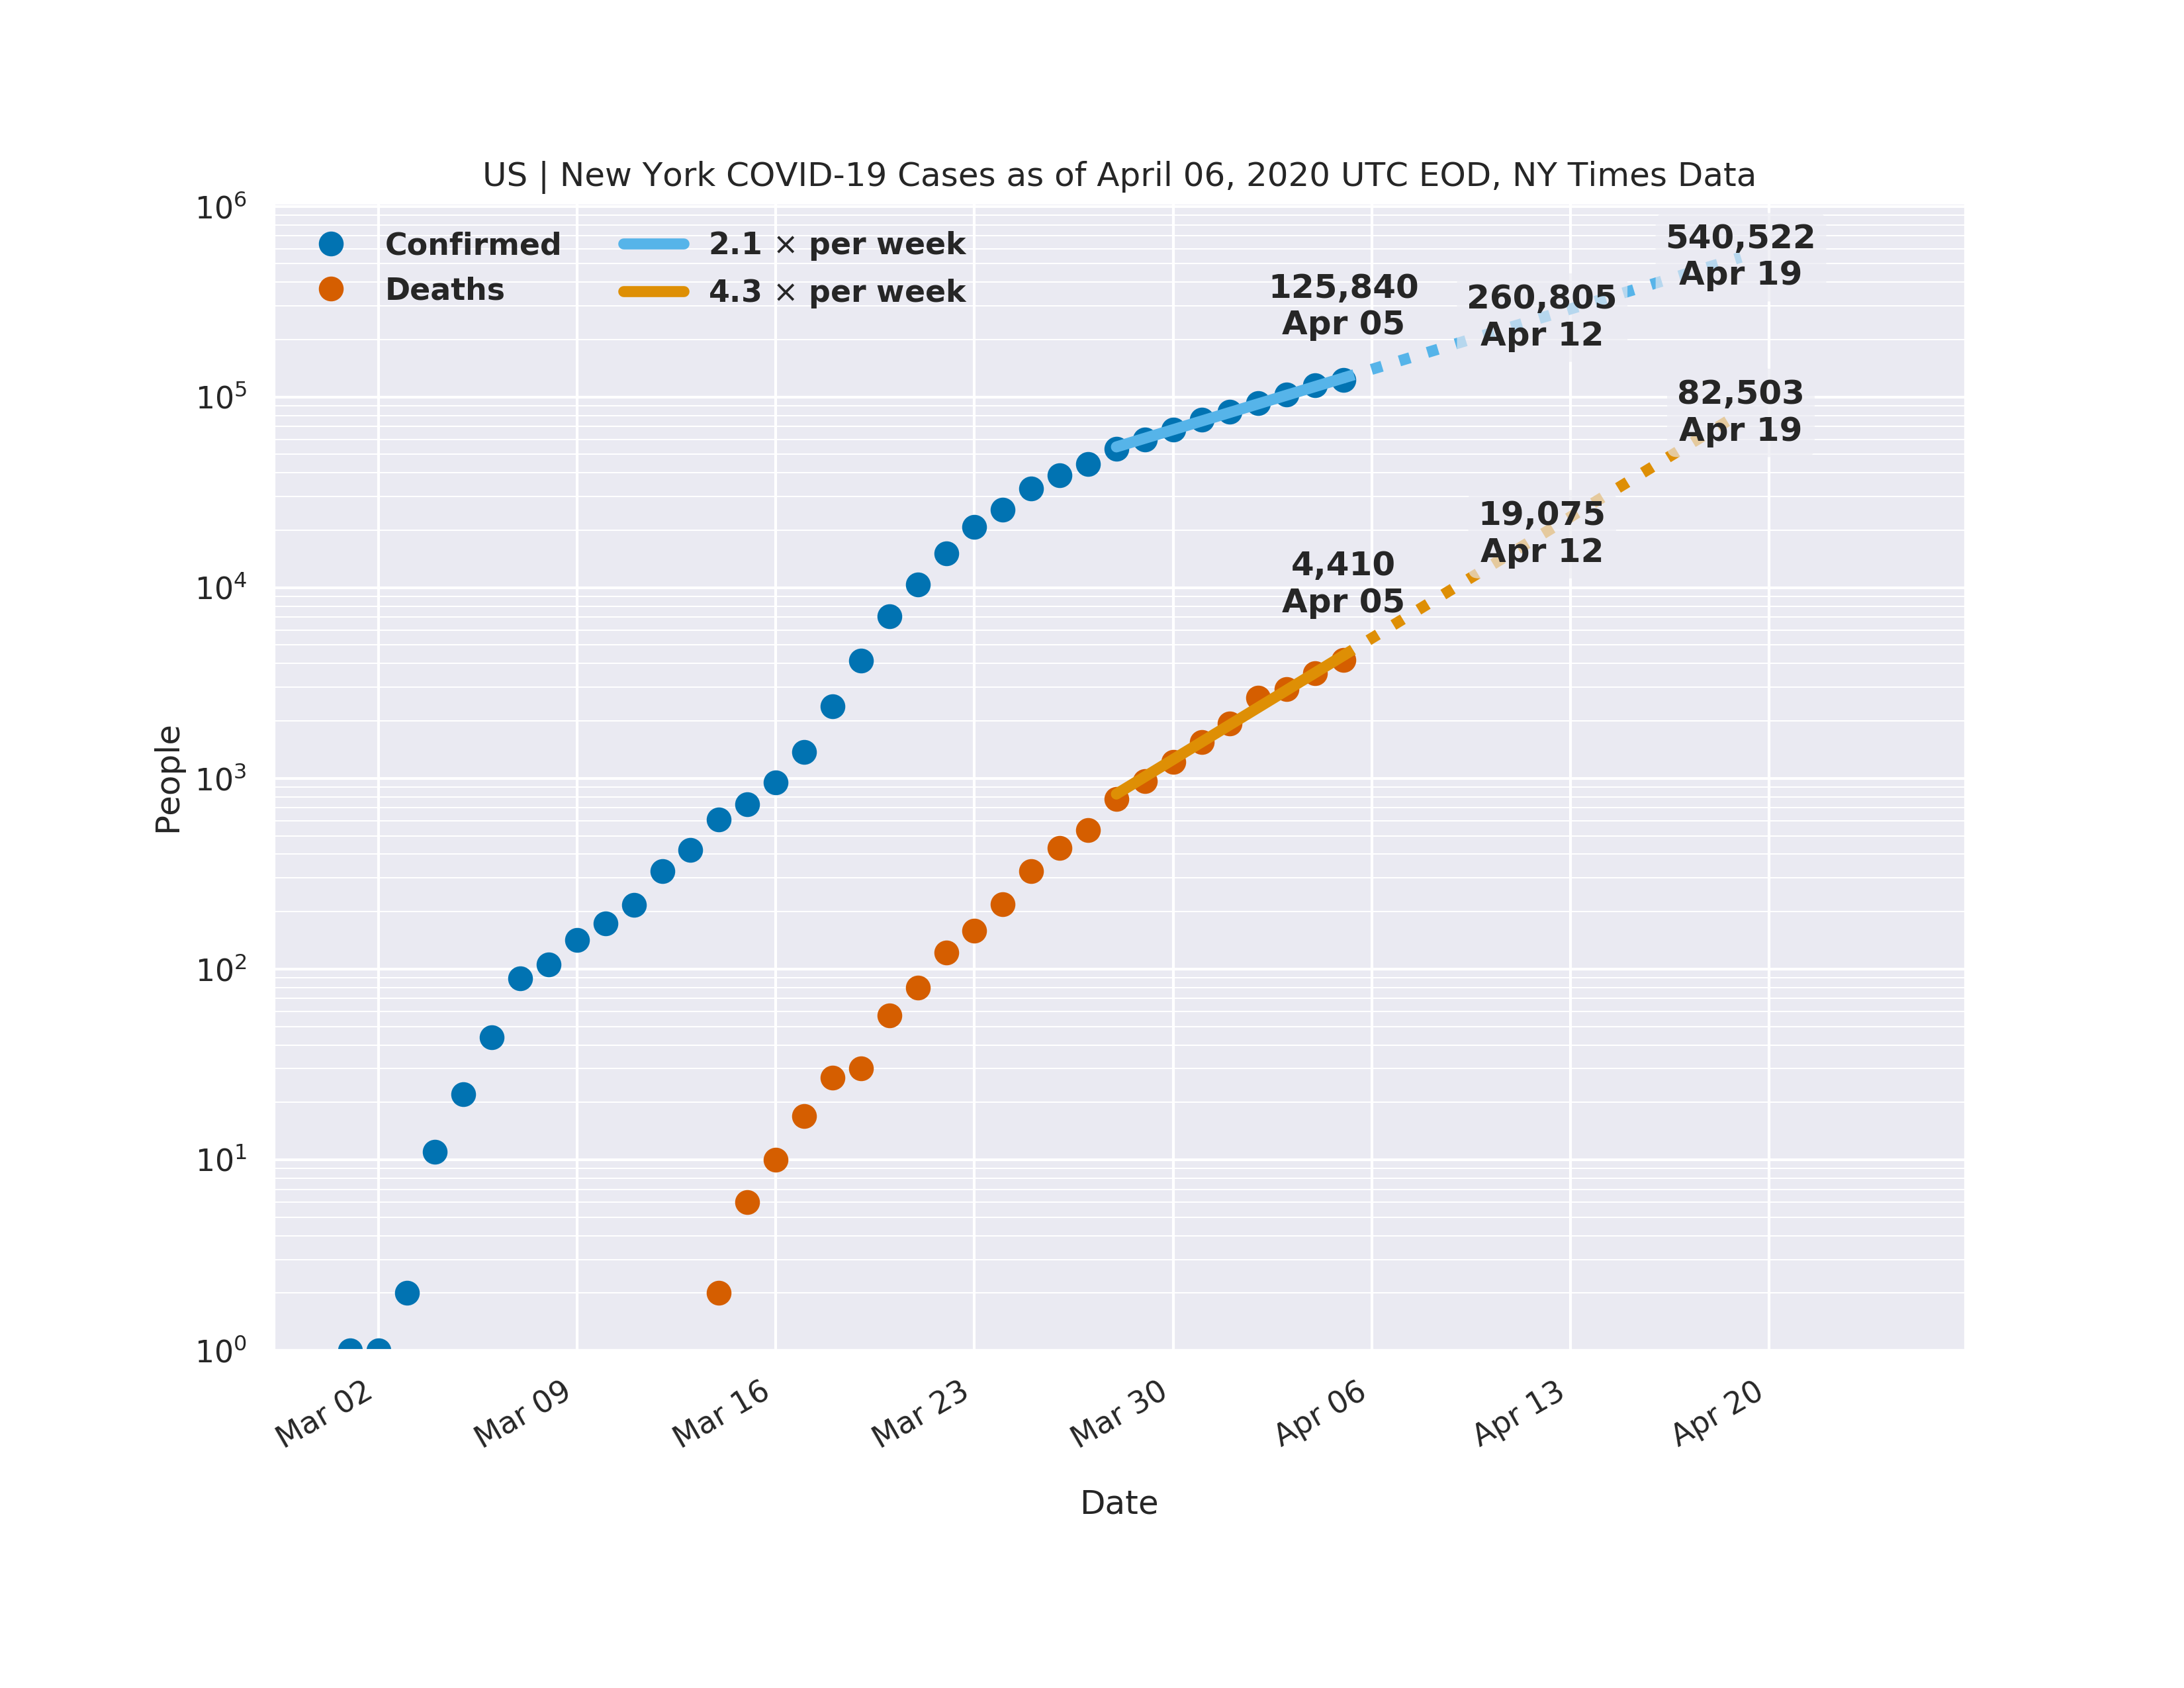 US | New York COVID-19 Cases as of April 06, 2020 UTC EOD, NY Times Data
Confirmed
Deaths
2.1 × per week
4.3 × per week
540,522
Apr 19
125,840
Apr 05
260,805
Apr 12
82,503
Apr 19
19,075
Apr 12
4,410
Apr 05
People
10⁶
10⁵
10⁴
10³
10²
10¹
10⁰
Mar 02
Mar 09
Mar 16
Mar 23
Mar 30
Apr 06
Apr 13
Apr 20
Date